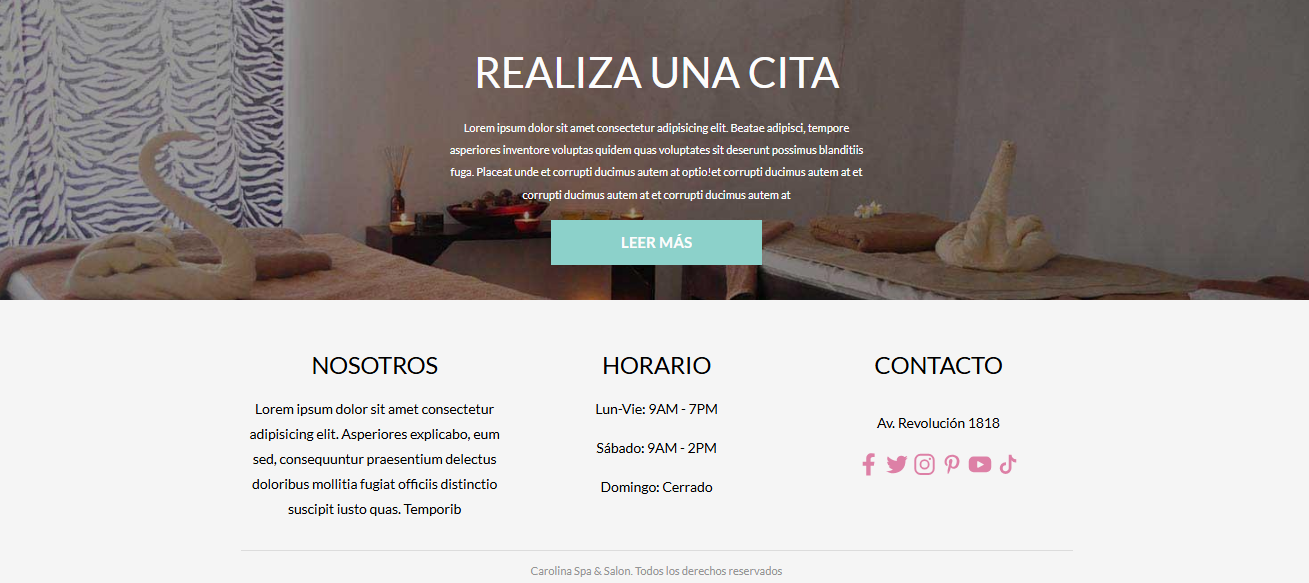 REALIZA UNA CITA
Lorem ipsum dolor sit amet consectetur adipisicing elit. Beatae adipisci, tempore
asperiores inventore voluptas quidem quas voluptates sit deserunt possimus blanditiis
fuga. Placeat unde et corrupti ducimus autem at optio!et corrupti ducimus autem at et
corrupti ducimus autem at et corrupti ducimus autem at
LEER MÁS
NOSOTROS
Lorem ipsum dolor sit amet consectetur
adipisicing elit. Asperiores explicabo, eum
sed, consequuntur praesentium delectus
doloribus mollitia fugiat officiis distinctio
suscipit iusto quas. Temporib
HORARIO
Lun-Vie: 9AM - 7PM
Sábado: 9AM - 2PM
Domingo: Cerrado
CONTACTO
Av. Revolución 1818
Carolina Spa & Salon. Todos los derechos reservados